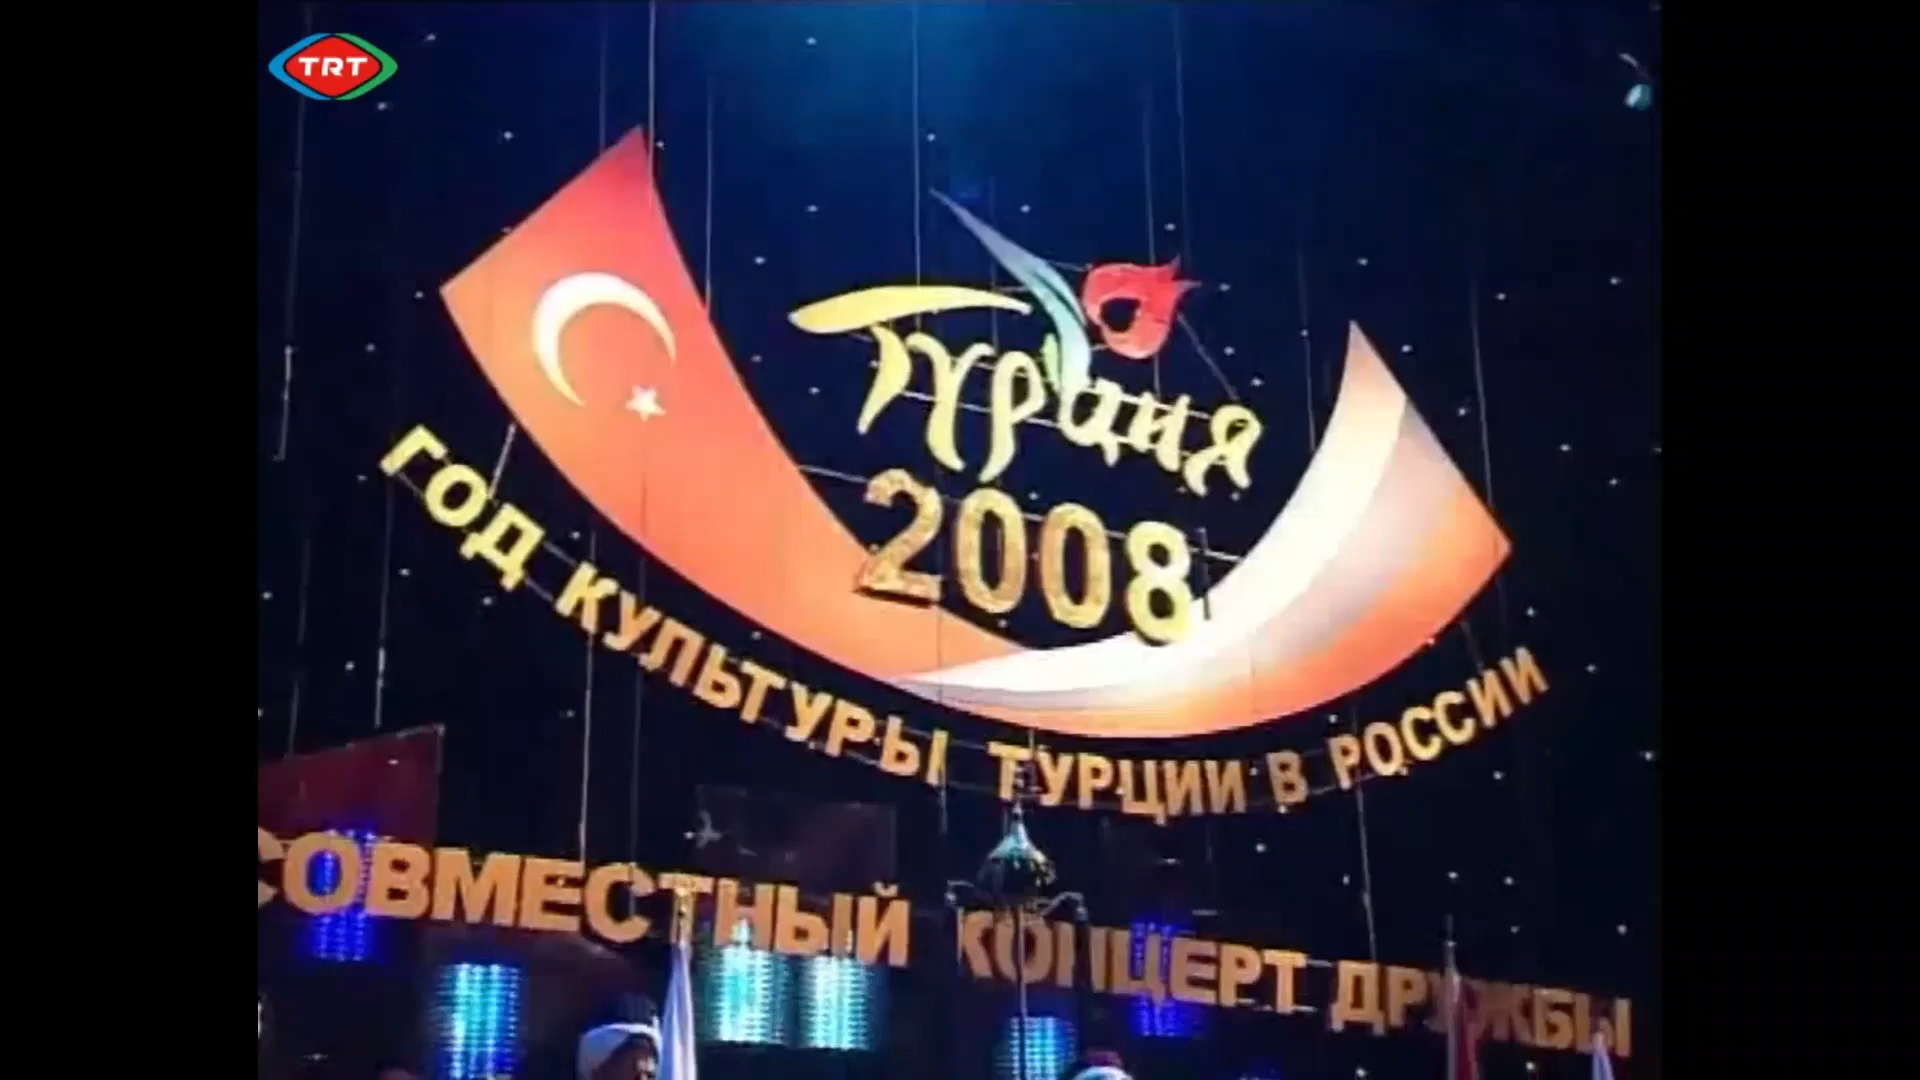 TRT
Турция
2008
ГОД КУЛЬТУРЫ ТУРЦИИ В РОССИИ
СОВМЕСТНЫЙ КОНЦЕРТ ДРУЖБЫ